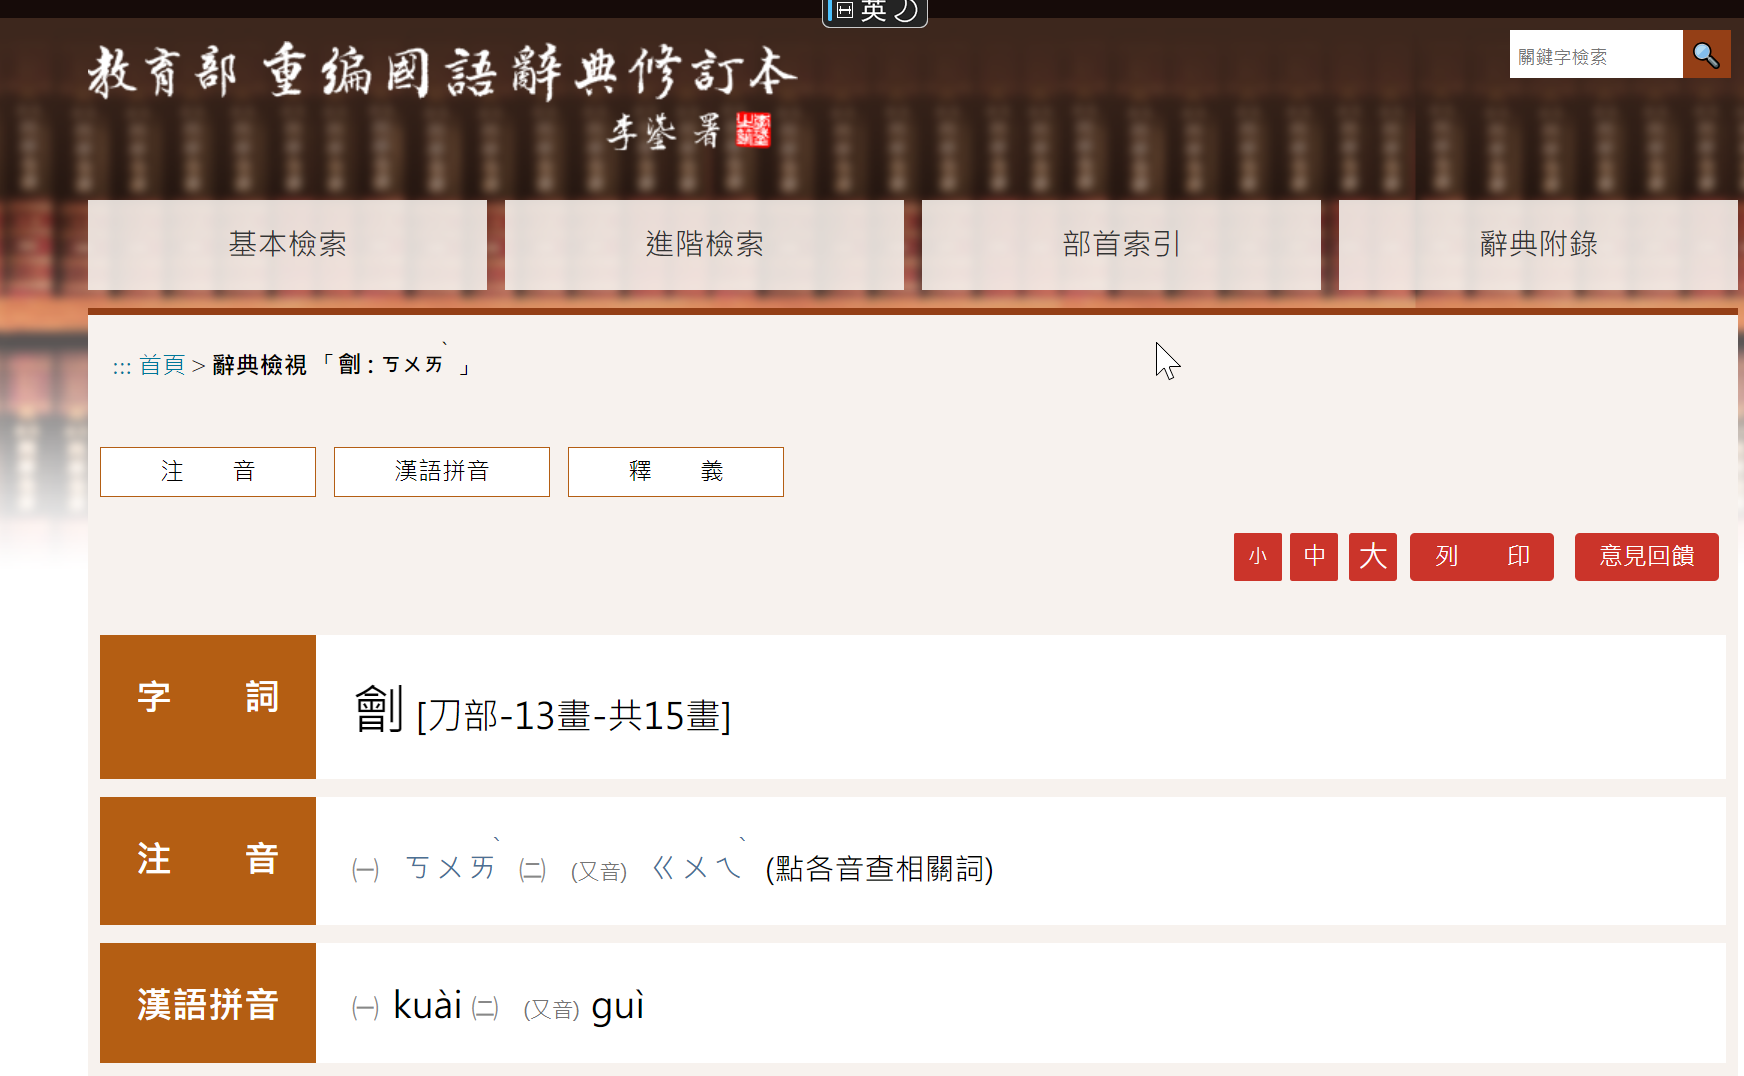 英
教育部 重編國語辭典修訂本
李鍌 署
關鍵字檢索
基本檢索 進階檢索 部首索引 辭典附錄
::: 首頁 > 辭典檢視 「劊 : ㄎㄨㄞˋ 」
注 音 漢語拼音 釋 義
小 中 大 列 印 意見回饋
字 詞 劊 [刀部-13畫-共15畫]
注 音 ㈠ ㄎㄨㄞˋ ㈡ (又音) ㄍㄨㄟˋ (點各音查相關詞)
漢語拼音 ㈠ kuài ㈡ (又音) guì